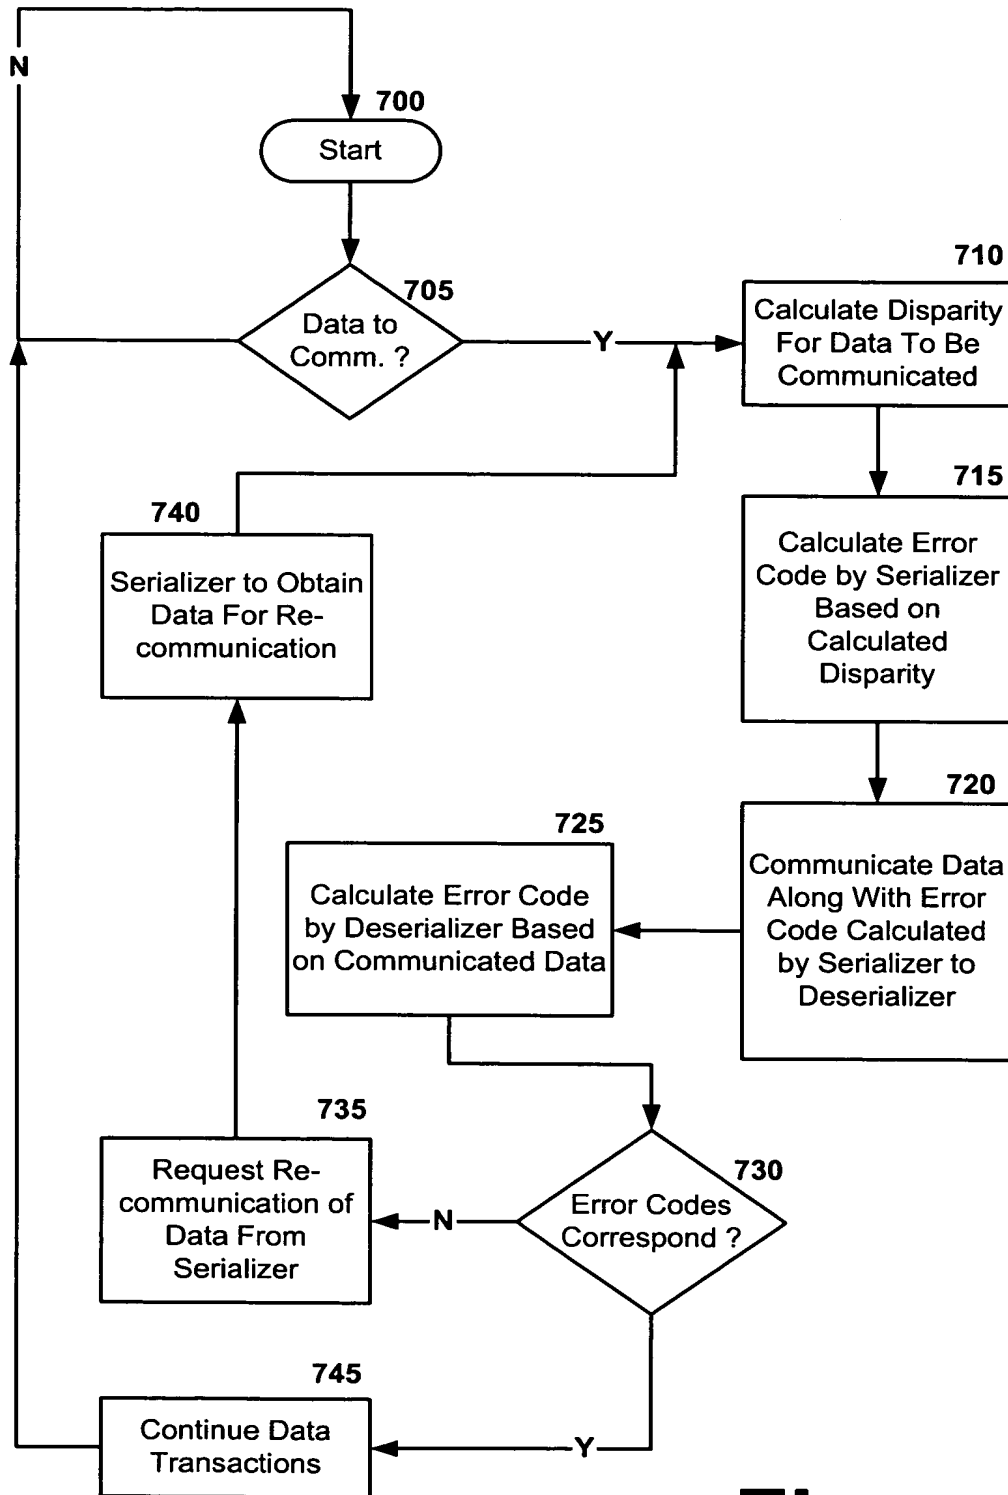 N
700
Start
705
Data to
Comm. ?
Y
710
Calculate Disparity
For Data To Be
Communicated
715
Calculate Error
Code by Serializer
Based on
Calculated
Disparity
740
Serializer to Obtain
Data For Re-
communication
720
Communicate Data
Along With Error
Code Calculated
by Serializer to
Deserializer
725
Calculate Error Code
by Deserializer Based
on Communicated Data
730
Error Codes
Correspond ?
N
735
Request Re-
communication of
Data From
Serializer
Y
745
Continue Data
Transactions